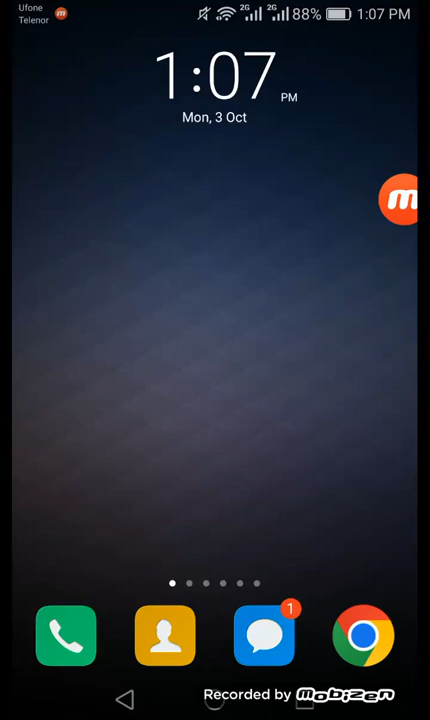 Ufone
Telenor
m
2G 2G 88% 1:07 PM
1:07 PM
Mon, 3 Oct
m
1
Recorded by mobizen